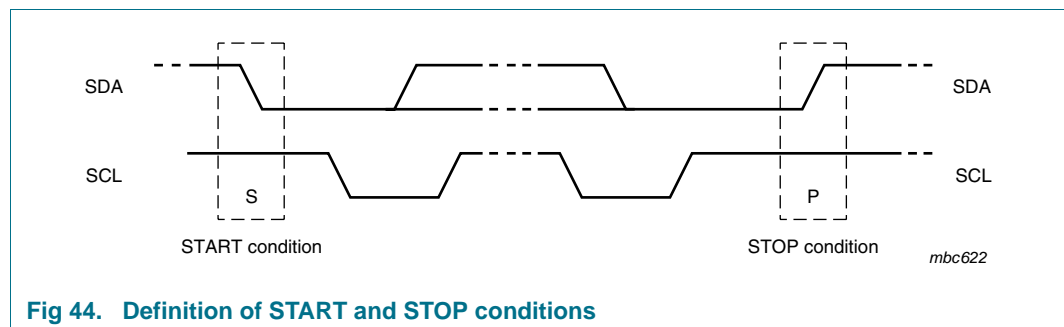 SDA SDA
SCL SCL
S P
START condition STOP condition
mbc622
Fig 44. Definition of START and STOP conditions